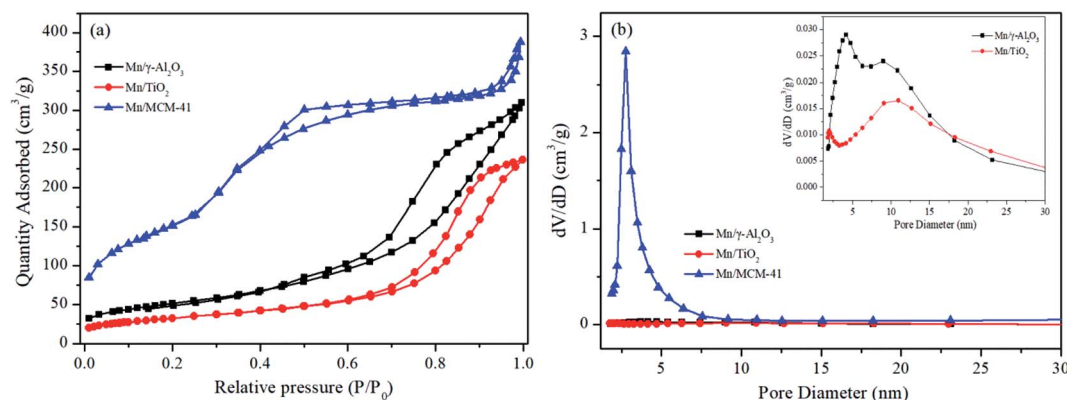 (a)
Mn/γ-Al₂O₃
Mn/TiO₂
Mn/MCM-41
Quantity Adsorbed (cm³/g)
400
350
300
250
200
150
100
50
0
0.0 0.2 0.4 0.6 0.8 1.0
Relative pressure (P/P₀)
(b)
Mn/γ-Al₂O₃
Mn/TiO₂
Mn/MCM-41
dV/dD (cm³/g)
3
2
1
0
5 10 15 20 25 30
Pore Diameter (nm)
Mn/γ-Al₂O₃
Mn/TiO₂
dV/dD (cm³/g)
0.030
0.025
0.020
0.015
0.010
0.005
0.000
5 10 15 20 25 30
Pore Diameter (nm)